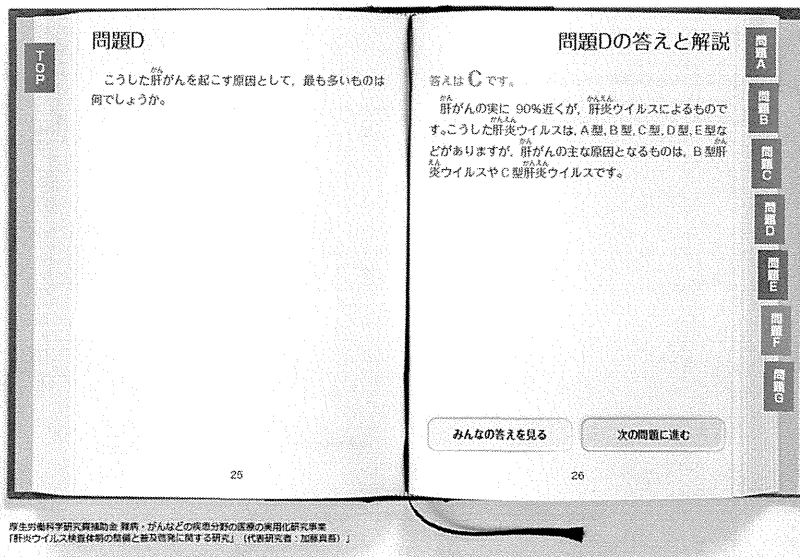 TOP
問題D
こうした肝がんを起こす原因として、最も多いものは
何でしょうか。
25
問題Dの答えと解説
答えはCです。
肝がんの実に 90%近くが、肝炎ウイルスによるもので
す。こうした肝炎ウイルスは、A型、B型、C型、D型、E型な
どがありますが、肝がんの主な原因となるものは、B型肝
炎ウイルスやC型肝炎ウイルスです。
みんなの答えを見る
次の問題に進む
26
問題A
問題B
問題C
問題D
問題E
問題F
問題G
厚生労働科学研究費補助金 難病・がんなどの疾患分野の医療の実用化研究事業
「肝炎ウイルス検査体制の整備と普及啓発に関する研究」(代表研究者:加藤真吾)」